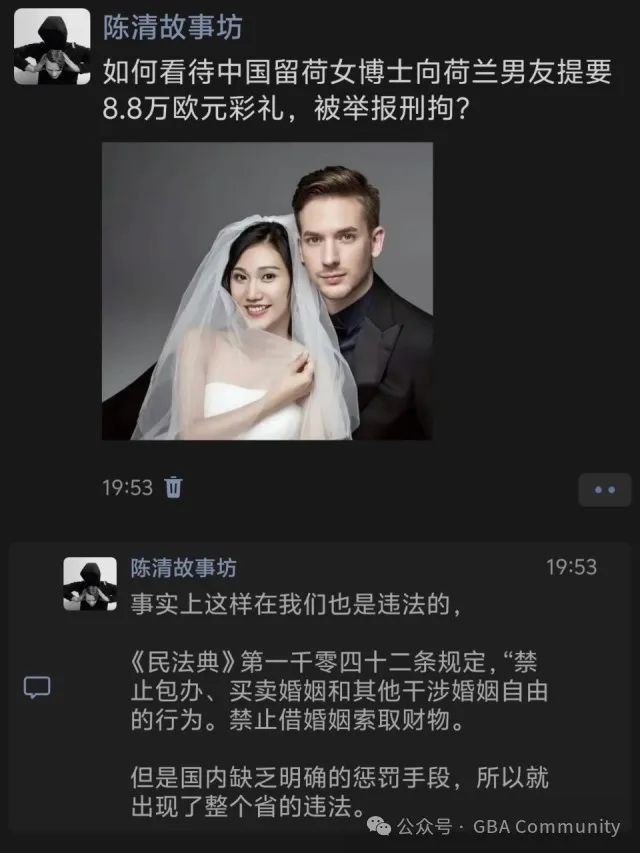 陈清故事坊
如何看待中国留荷女博士向荷兰男友提要
8.8万欧元彩礼，被举报刑拘？
19:53
陈清故事坊
19:53
事实上这样在我们也是违法的，
《民法典》第一千零四十二条规定，“禁
止包办、买卖婚姻和其他干涉婚姻自由
的行为。禁止借婚姻索取财物。
但是国内缺乏明确的惩罚手段，所以就
出现了整个省的违法。
公众号 · GBA Community